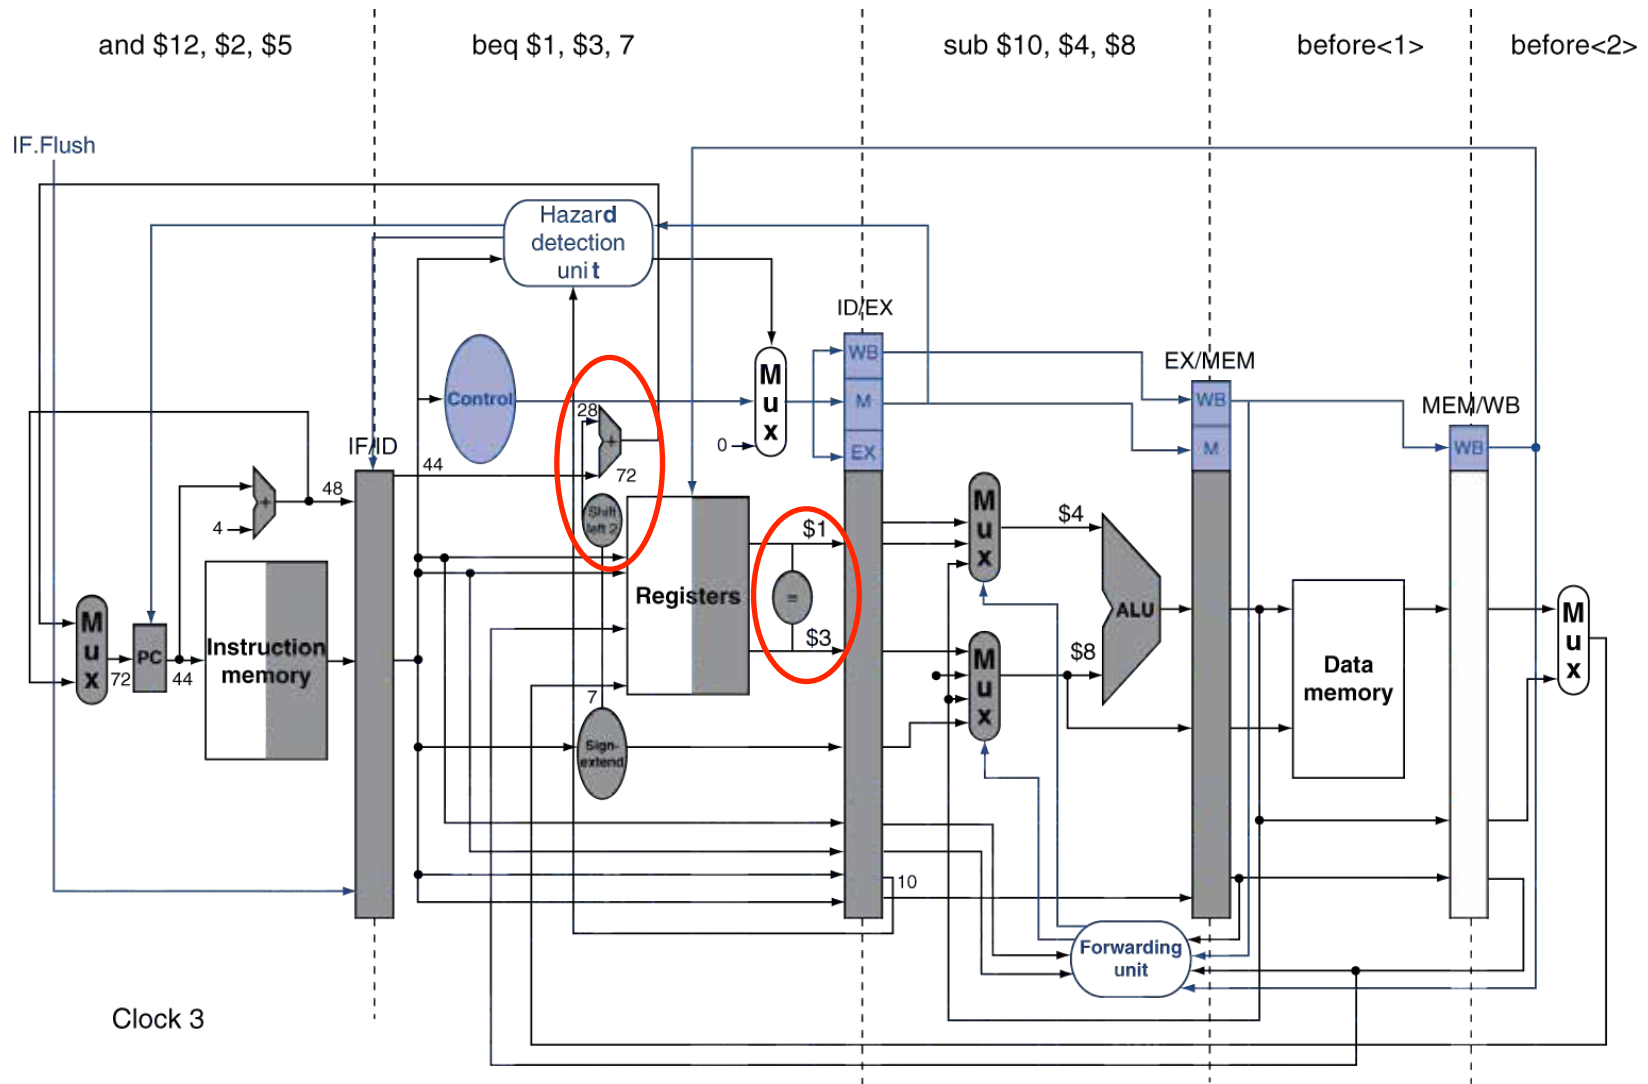 and $12, $2, $5
beq $1, $3, 7
sub $10, $4, $8
before<1>
before<2>
IF.Flush
Hazard
detection
unit
ID/EX
WB
M
EX
Control
Mux
0
28
+
72
EX/MEM
WB
M
MEM/WB
WB
IF/ID
44
48
+
4
Shift
left 2
$1
=
$3
Registers
Mux
$4
Mux
$8
ALU
Mux
72
PC
44
Instruction
memory
Data
memory
Mux
7
Sign-
extend
10
Forwarding
unit
Clock 3